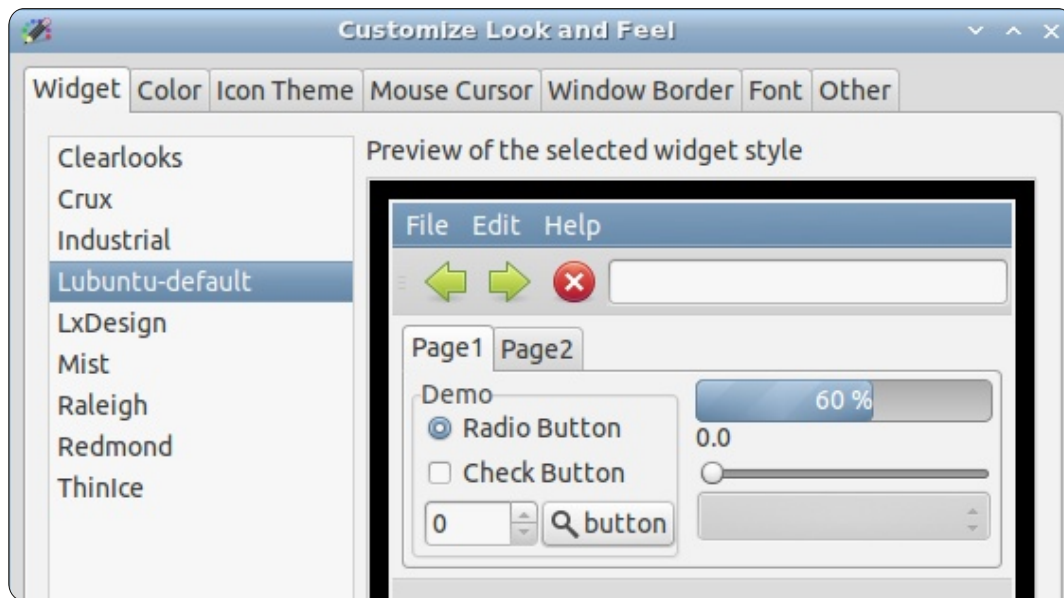 Customize Look and Feel
Widget Color Icon Theme Mouse Cursor Window Border Font Other
Clearlooks
Crux
Industrial
Lubuntu-default
LxDesign
Mist
Raleigh
Redmond
ThinIce
Preview of the selected widget style
File Edit Help
Page1 Page2
Demo
Radio Button
Check Button
0 button
60 %
0.0